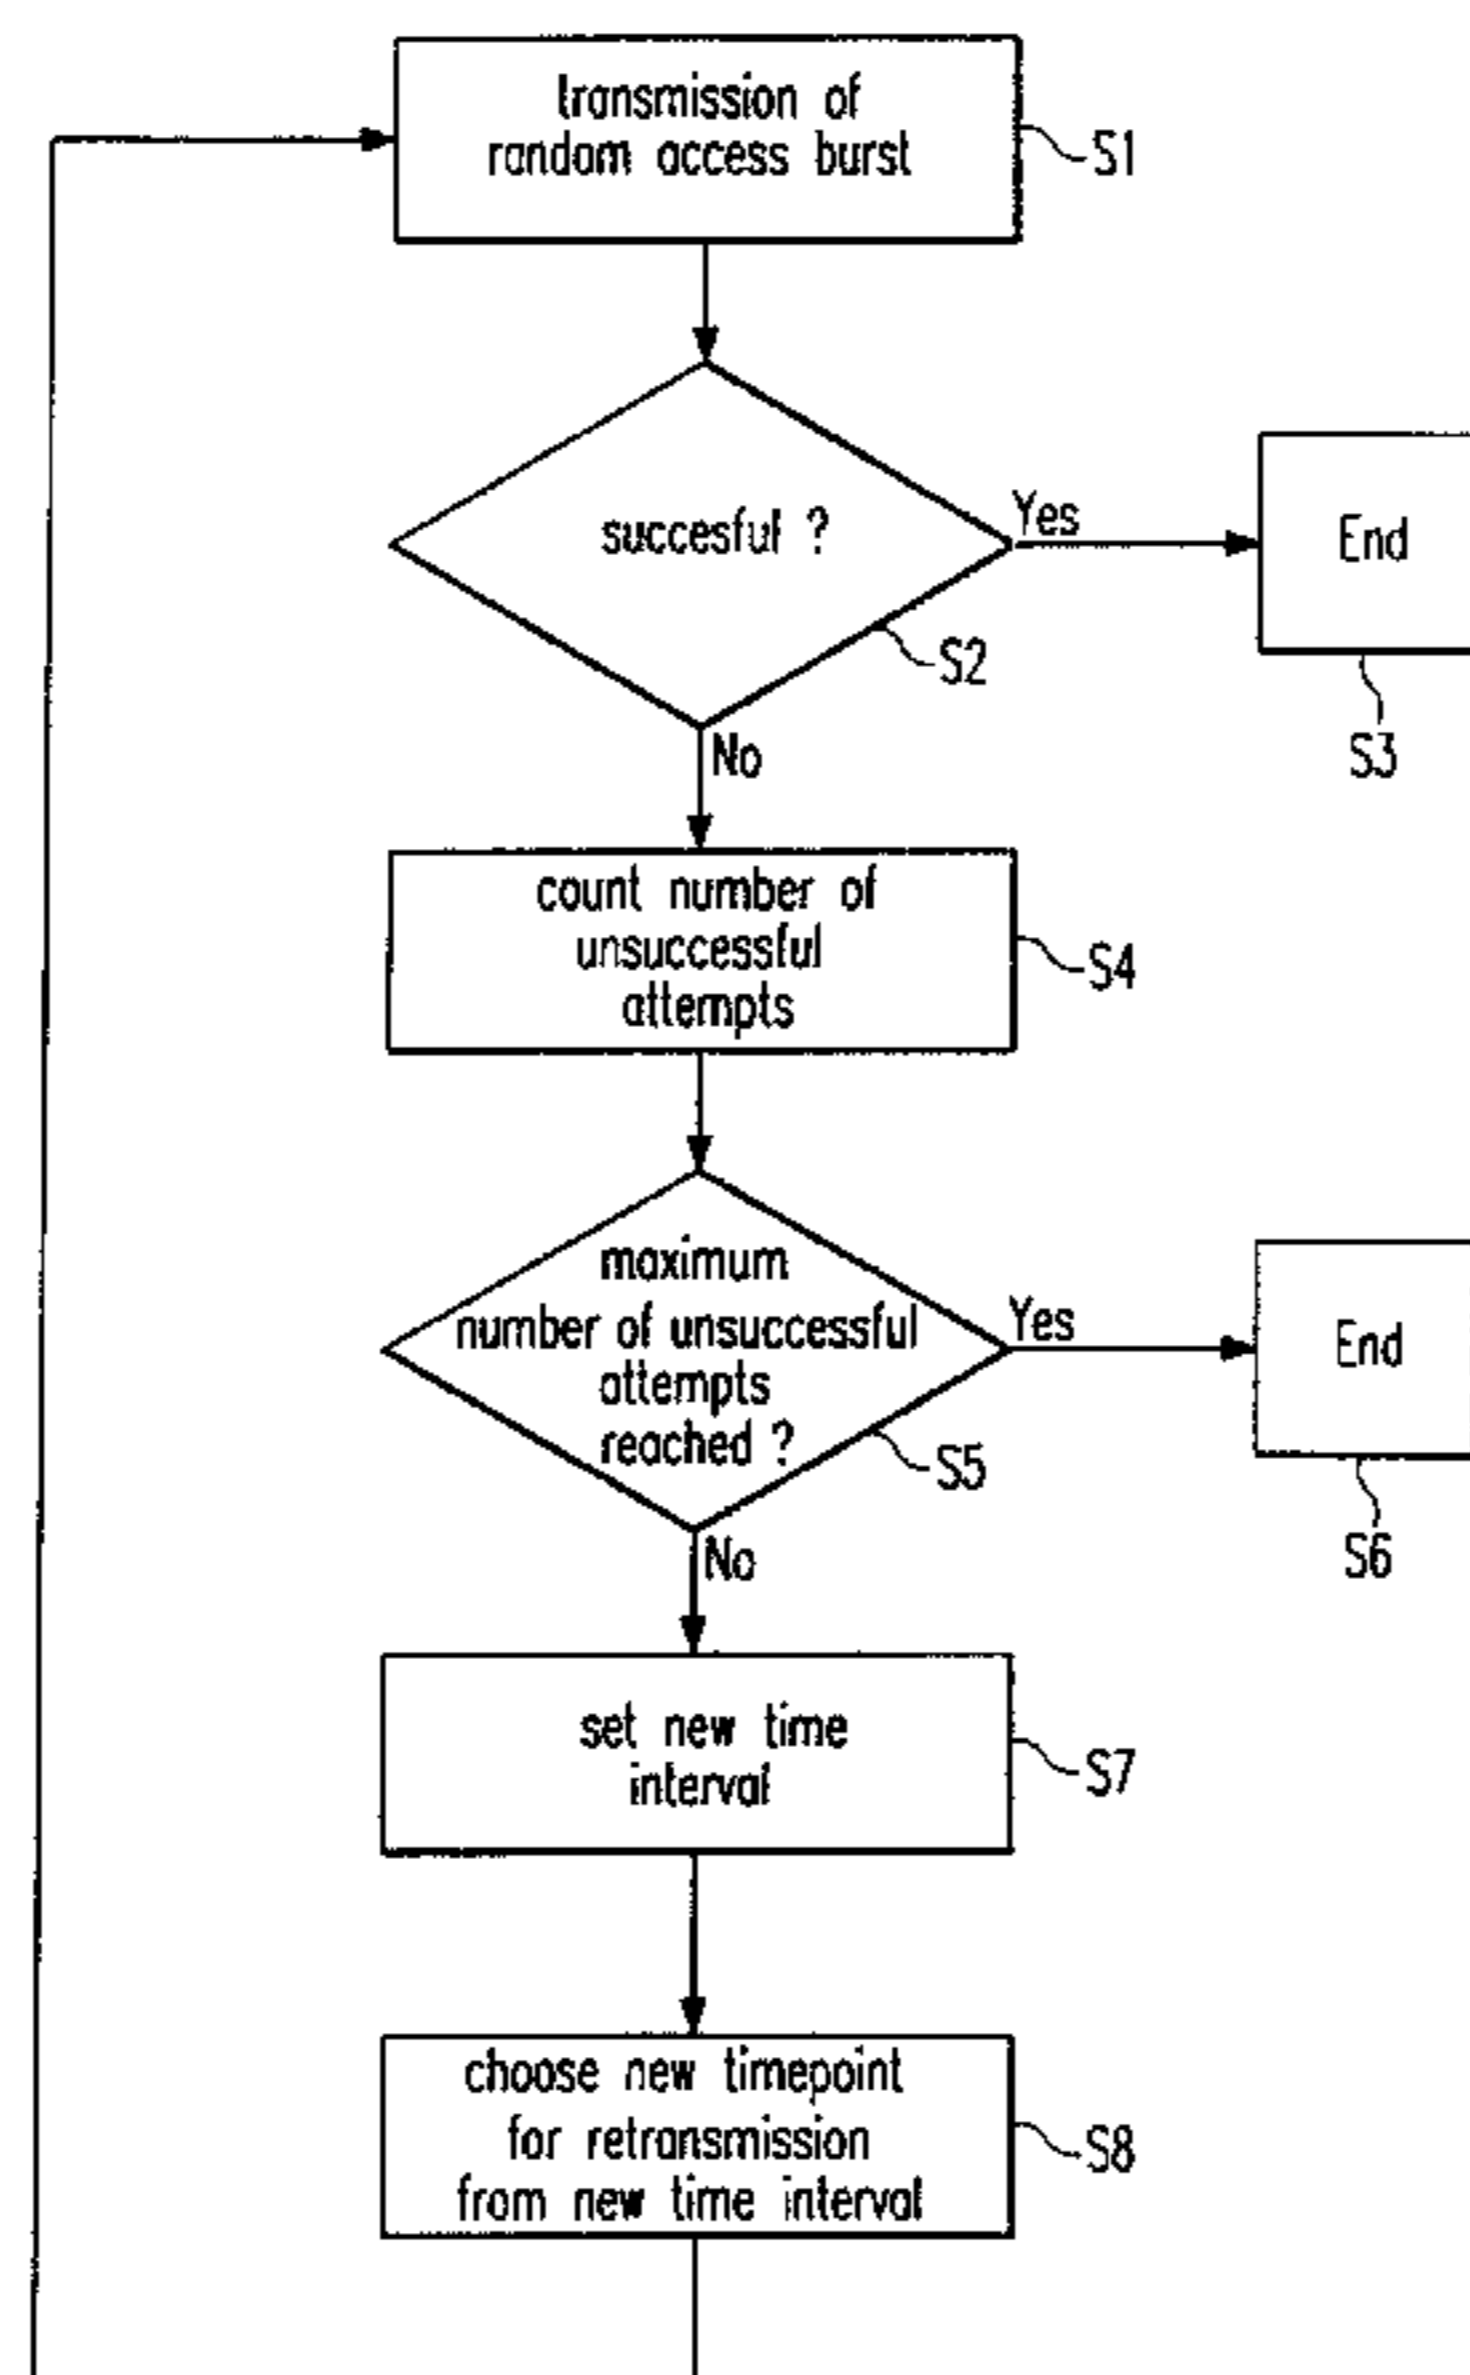 transmission of
random access burst
S1
succesful ?
Yes
End
S2
S3
No
count number of
unsuccessful
attempts
S4
maximum
number of unsuccessful
attempts
reached ?
Yes
End
S5
S6
No
set new time
interval
S7
choose new timepoint
for retransmission
from new time interval
S8